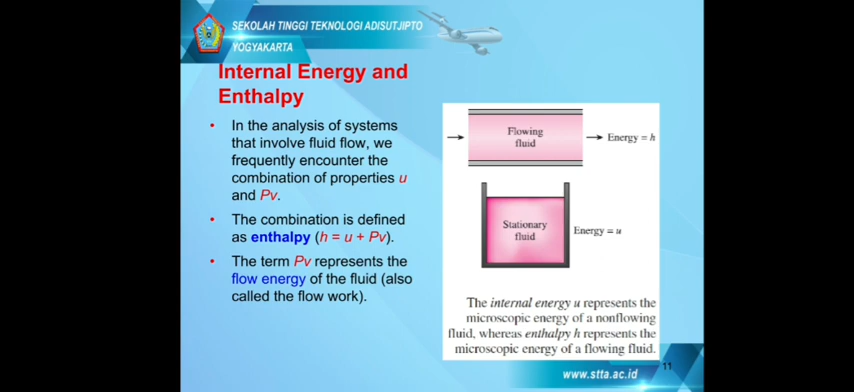 SEKOLAH TINGGI TEKNOLOGI ADISUTJIPTO
YOGYAKARTA
Internal Energy and
Enthalpy
• In the analysis of systems
that involve fluid flow, we
frequently encounter the
combination of properties u
and Pv.
• The combination is defined
as enthalpy (h = u + Pv).
• The term Pv represents the
flow energy of the fluid (also
called the flow work).
Flowing
fluid
Energy = h
Stationary
fluid
Energy = u
The internal energy u represents the
microscopic energy of a nonflowing
fluid, whereas enthalpy h represents the
microscopic energy of a flowing fluid.
11
www.stta.ac.id